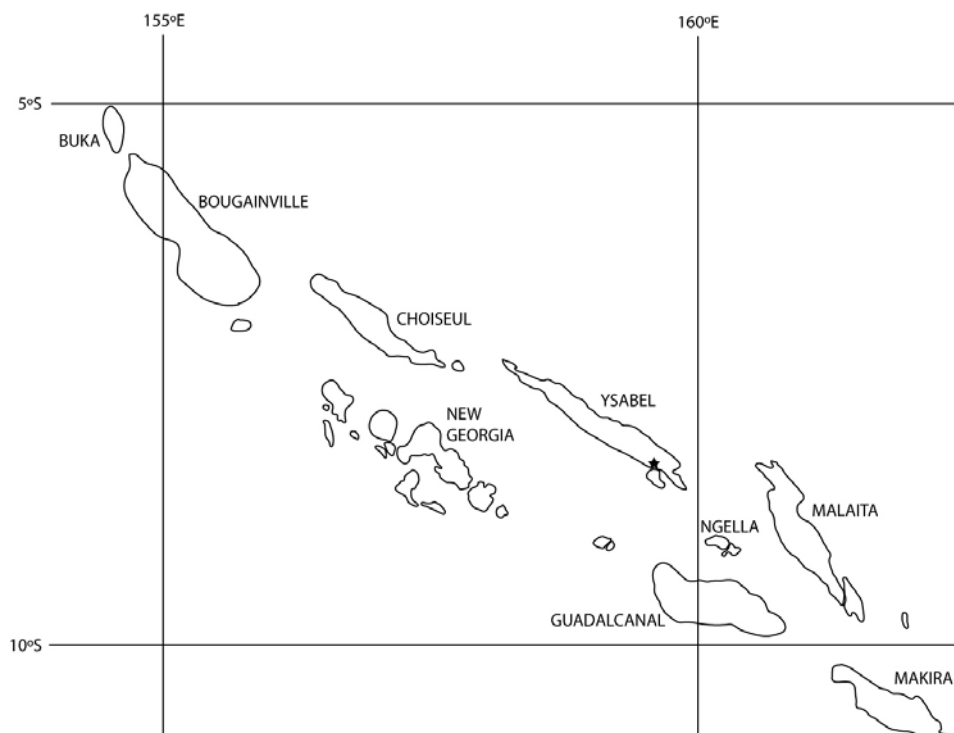 155ºE
160ºE
5ºS
BUKA
BOUGAINVILLE
CHOISEUL
YSABEL
NEW
GEORGIA
MALAITA
NGELLA
GUADALCANAL
10ºS
MAKIRA